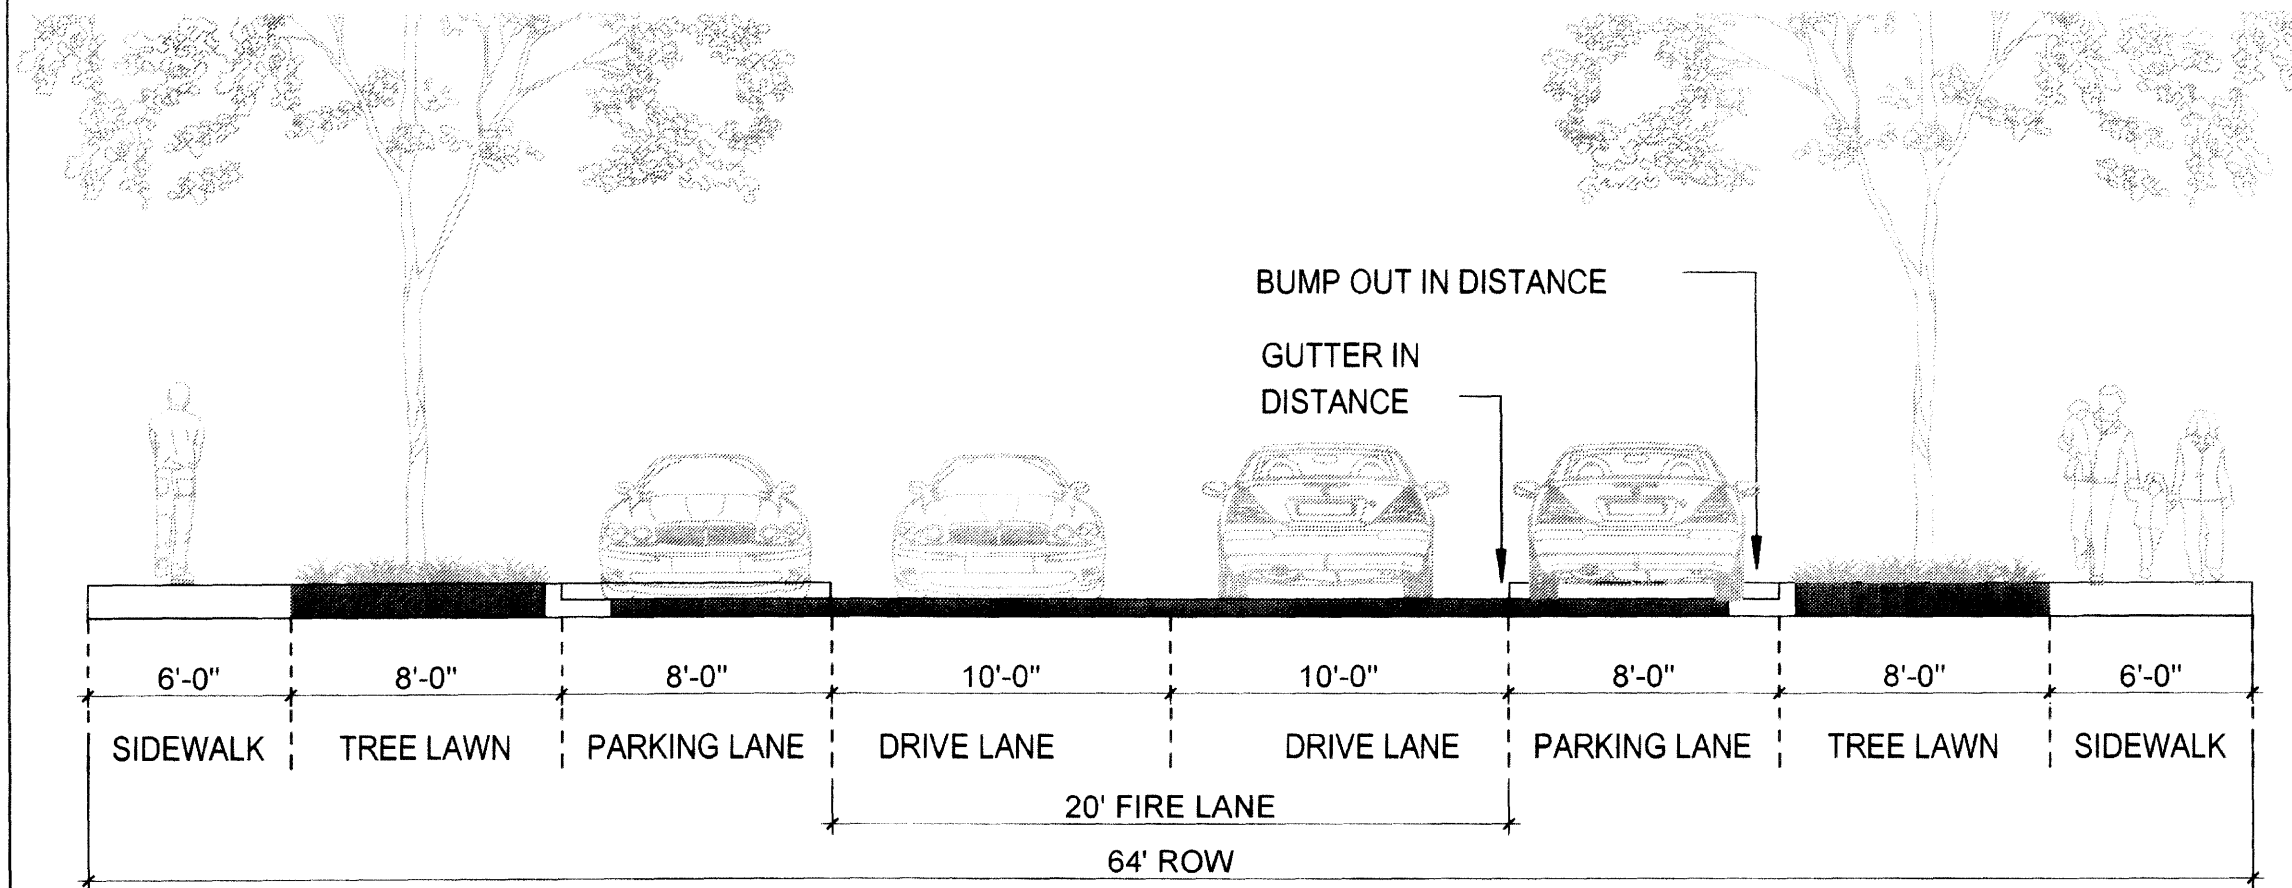 BUMP OUT IN DISTANCE
GUTTER IN
DISTANCE
6'-0" 8'-0" 8'-0" 10'-0" 10'-0" 8'-0" 8'-0" 6'-0"
SIDEWALK TREE LAWN PARKING LANE DRIVE LANE DRIVE LANE PARKING LANE TREE LAWN SIDEWALK
20' FIRE LANE
64' ROW